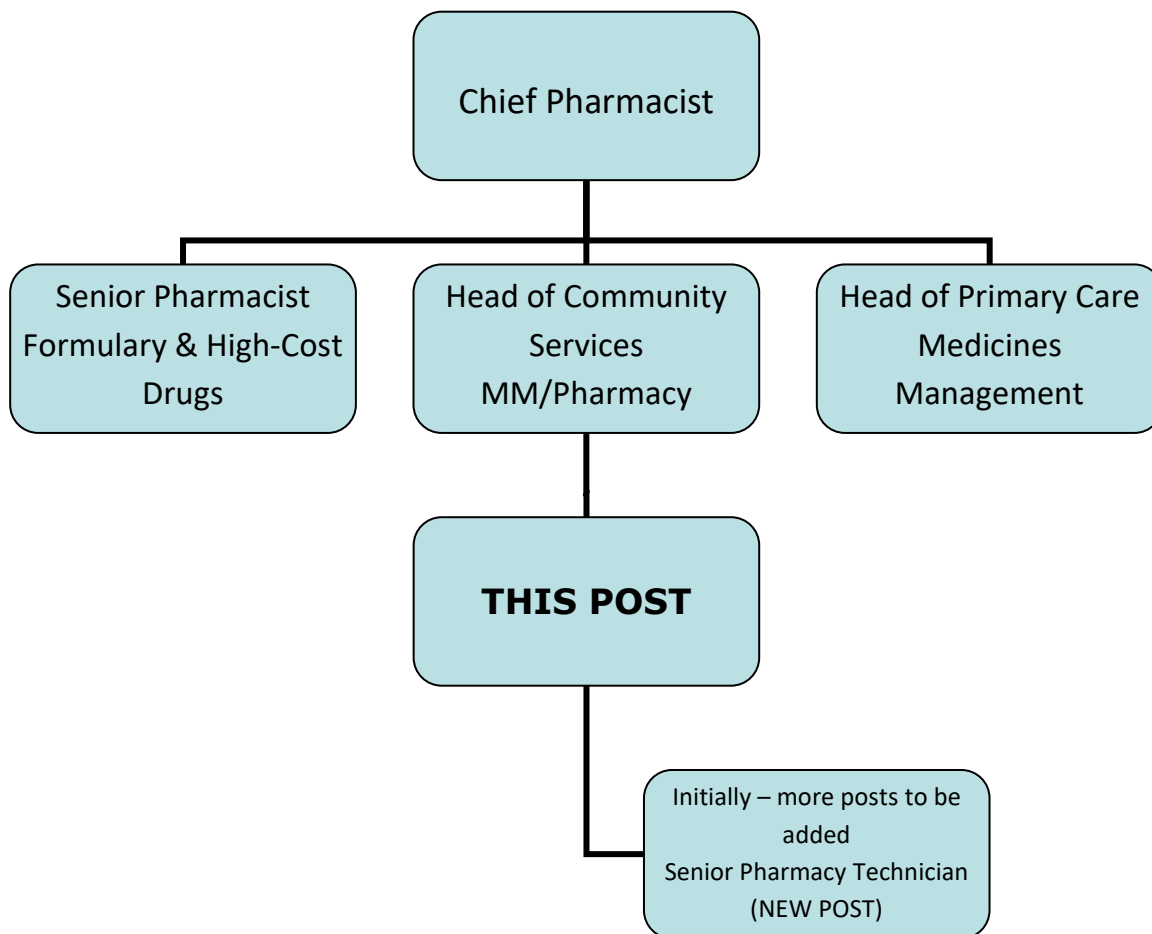 Chief Pharmacist
Senior Pharmacist
Formulary & High-Cost
Drugs
Head of Community
Services
MM/Pharmacy
Head of Primary Care
Medicines
Management
THIS POST
Initially – more posts to be
added
Senior Pharmacy Technician
(NEW POST)